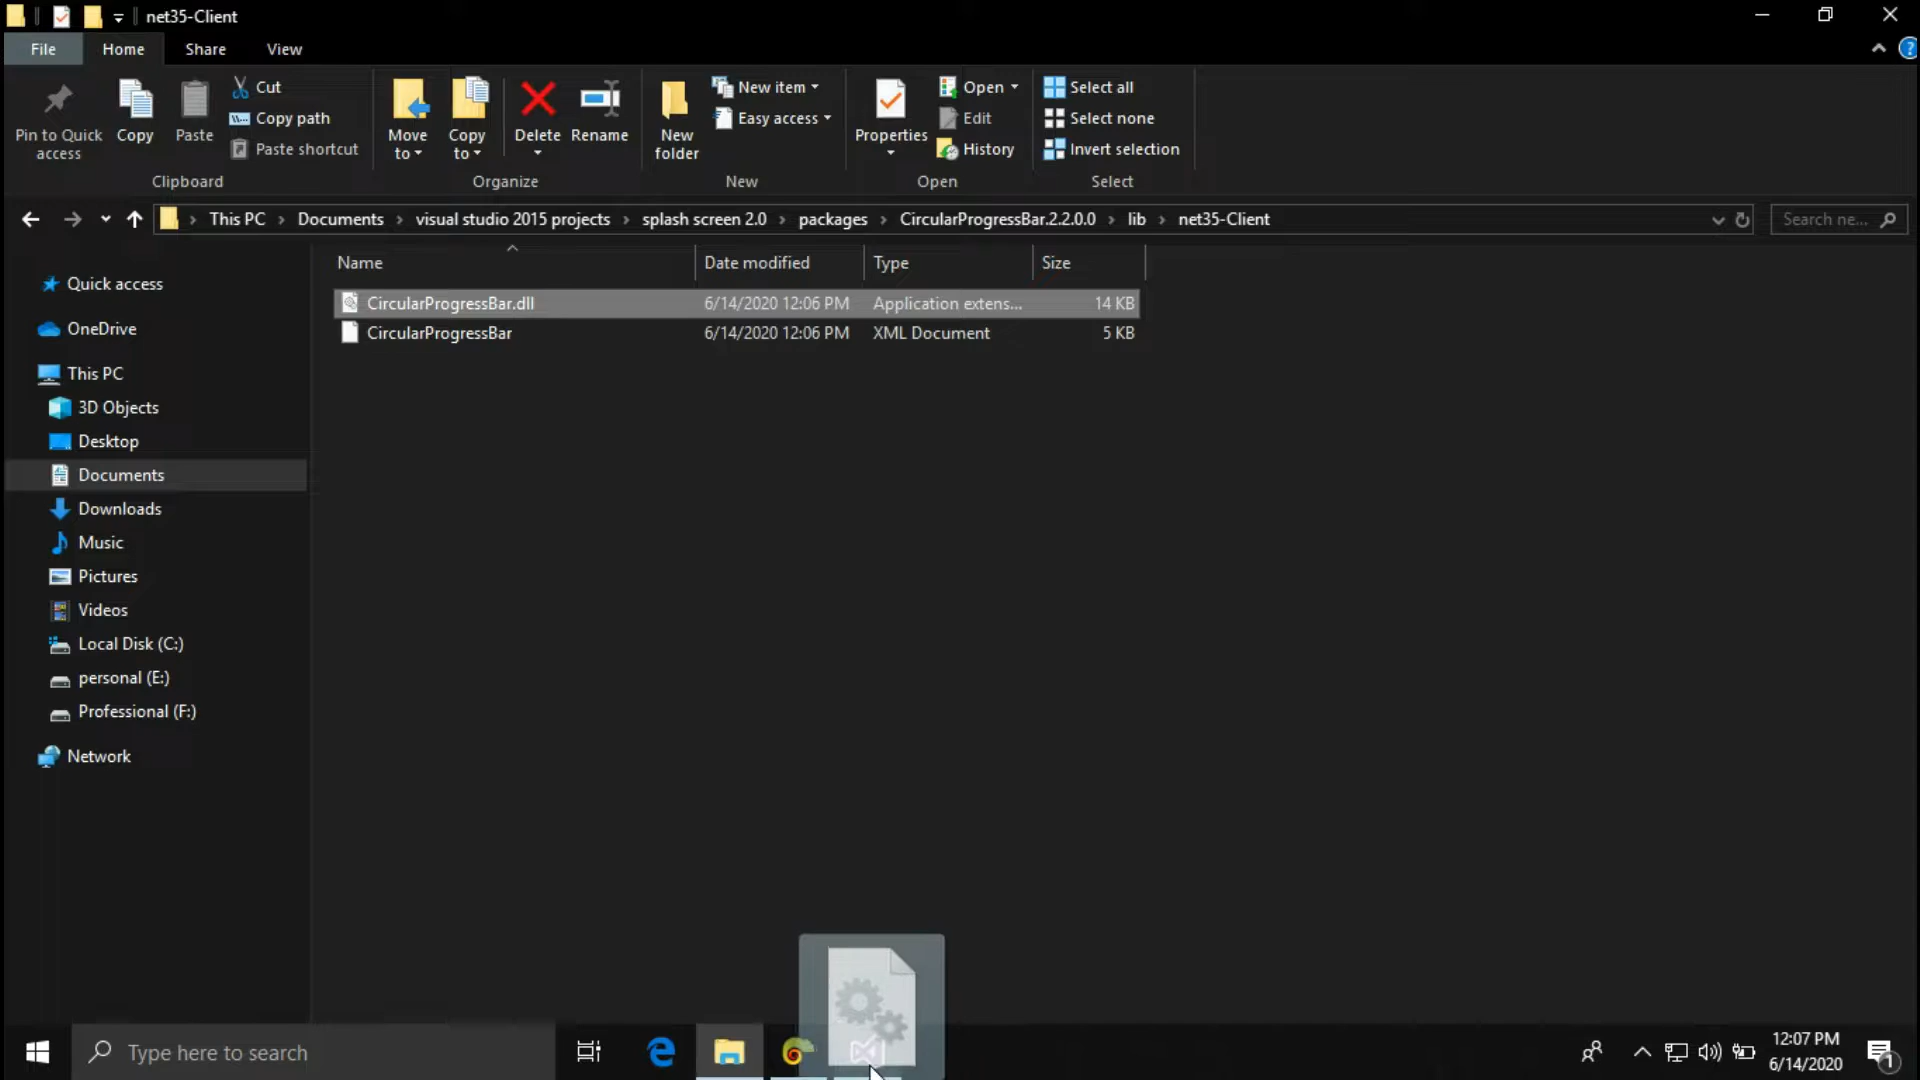 net35-Client
File Home Share View
Pin to Quick access
Copy
Paste
Cut
Copy path
Paste shortcut
Clipboard
Move to
Copy to
Delete
Rename
Organize
New folder
New item
Easy access
New
Properties
Open
Edit
History
Open
Select all
Select none
Invert selection
Select
This PC > Documents > visual studio 2015 projects > splash screen 2.0 > packages > CircularProgressBar.2.2.0.0 > lib > net35-Client
Search ne...
Name Date modified Type Size
CircularProgressBar.dll 6/14/2020 12:06 PM Application extens... 14 KB
CircularProgressBar 6/14/2020 12:06 PM XML Document 5 KB
Quick access
OneDrive
This PC
3D Objects
Desktop
Documents
Downloads
Music
Pictures
Videos
Local Disk (C:)
personal (E:)
Professional (F:)
Network
Type here to search
12:07 PM
6/14/2020
1